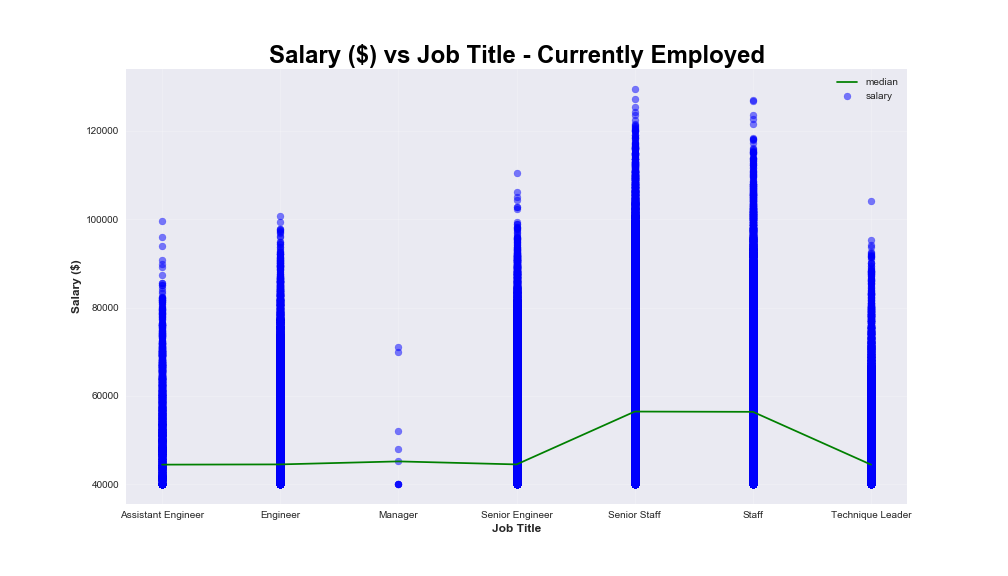 Salary ($) vs Job Title - Currently Employed
median
salary
120000
100000
80000
60000
40000
Salary ($)
Assistant Engineer Engineer Manager Senior Engineer Senior Staff Staff Technique Leader
Job Title